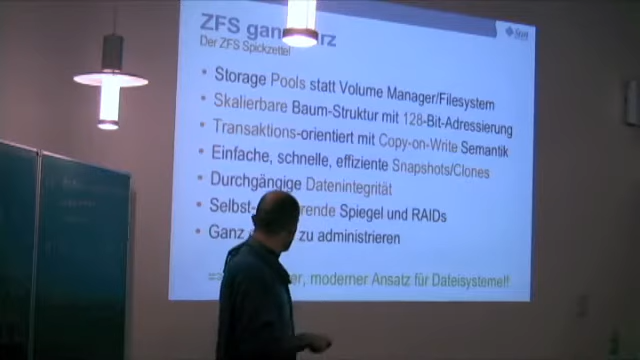 ZFS
Der ZFS Spickzettel
Sun
• Storage Pools statt Volume Manager/Filesystem
• Skalierbare Baum-Struktur mit 128-Bit-Adressierung
• Transaktions-orientiert mit Copy-on-Write Semantik
• Einfache, schnelle, effiziente Snapshots/Clones
• Durchgängige Datenintegrität
• Spiegel und RAIDs
• Ganz zu administrieren
moderner Ansatz für Dateisysteme!!